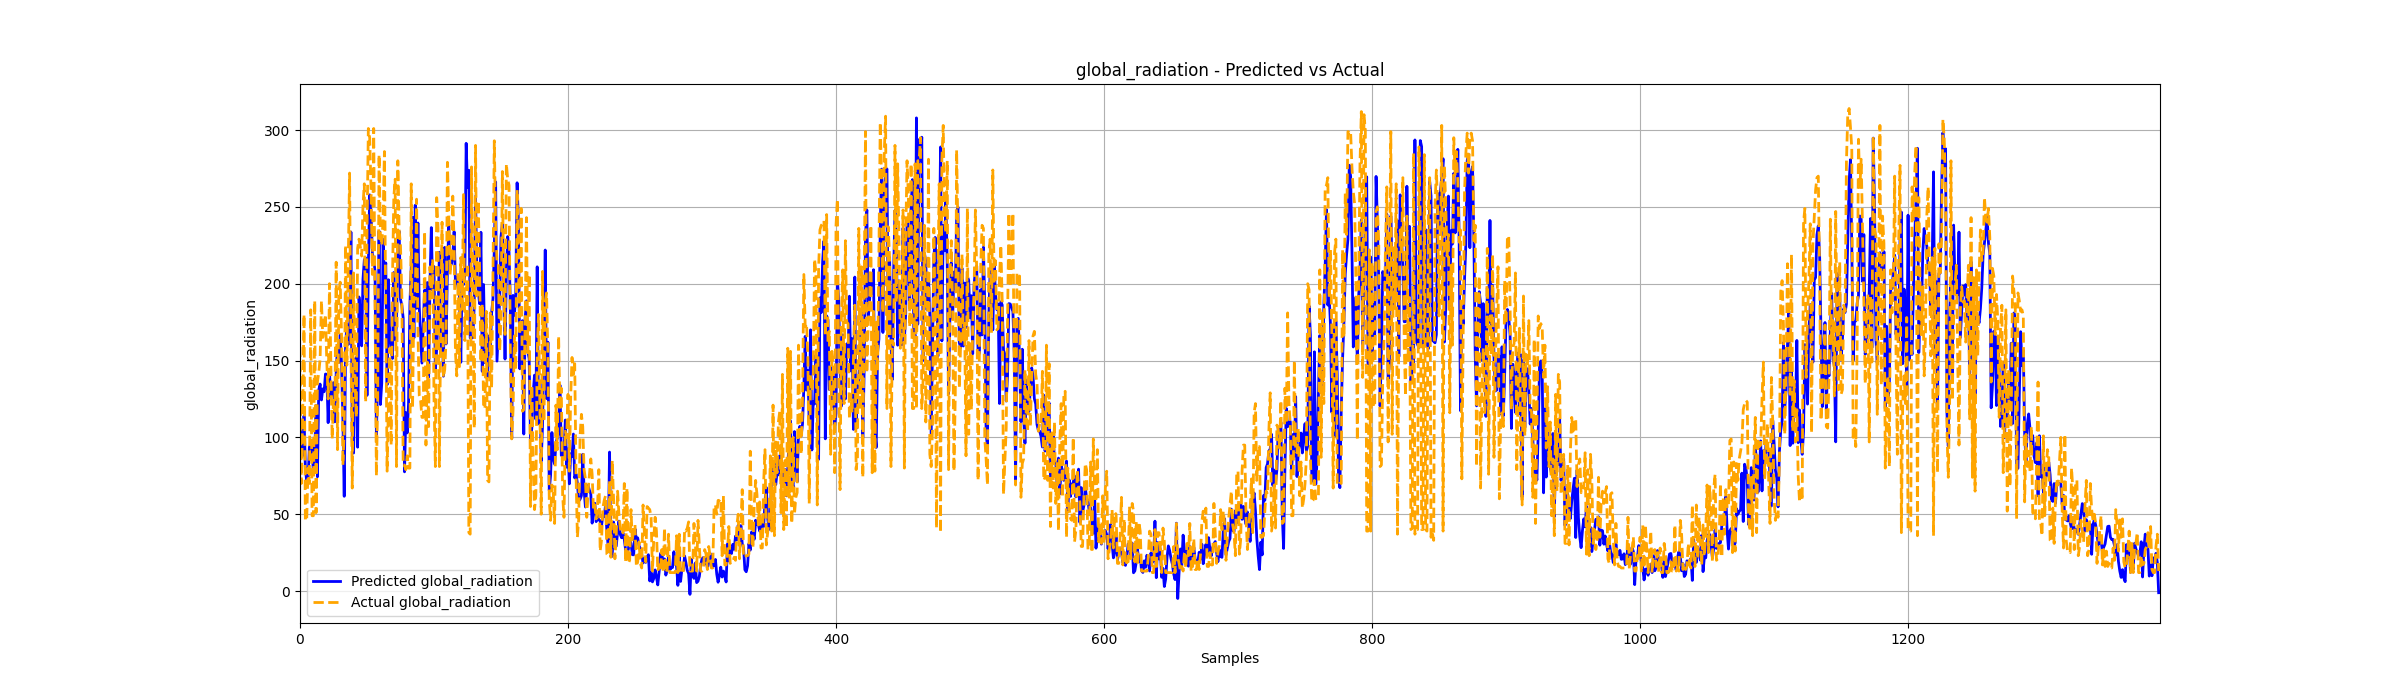 global_radiation - Predicted vs Actual
global_radiation
300
250
200
150
100
50
0
Predicted global_radiation
Actual global_radiation
0 200 400 600 800 1000 1200
Samples